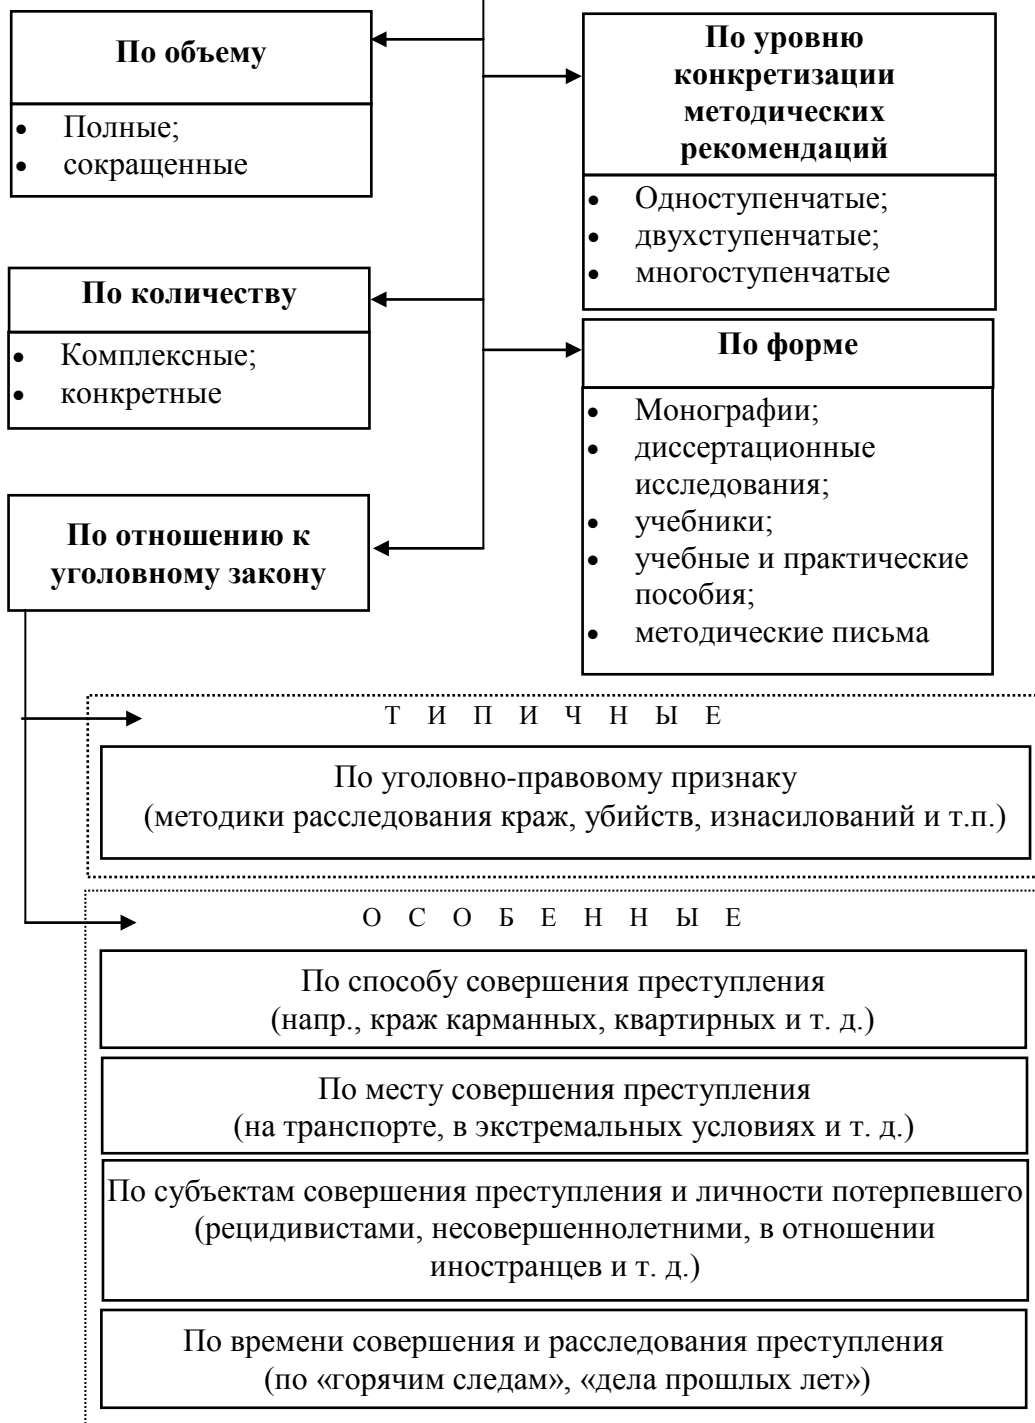 По объему
• Полные;
• сокращенные
По уровню
конкретизации
методических
рекомендаций
• Одноступенчатые;
• двухступенчатые;
• многоступенчатые
По количеству
• Комплексные;
• конкретные
По форме
• Монографии;
• диссертационные
исследования;
• учебники;
• учебные и практические
пособия;
• методические письма
По отношению к
уголовному закону
Т И П И Ч Н Ы Е
По уголовно-правовому признаку
(методики расследования краж, убийств, изнасилований и т.п.)
О С О Б Е Н Н Ы Е
По способу совершения преступления
(напр., краж карманных, квартирных и т. д.)
По месту совершения преступления
(на транспорте, в экстремальных условиях и т. д.)
По субъектам совершения преступления и личности потерпевшего
(рецидивистами, несовершеннолетними, в отношении
иностранцев и т. д.)
По времени совершения и расследования преступления
(по «горячим следам», «дела прошлых лет»)